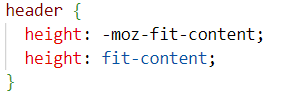 header {
  height: -moz-fit-content;
  height: fit-content;
}